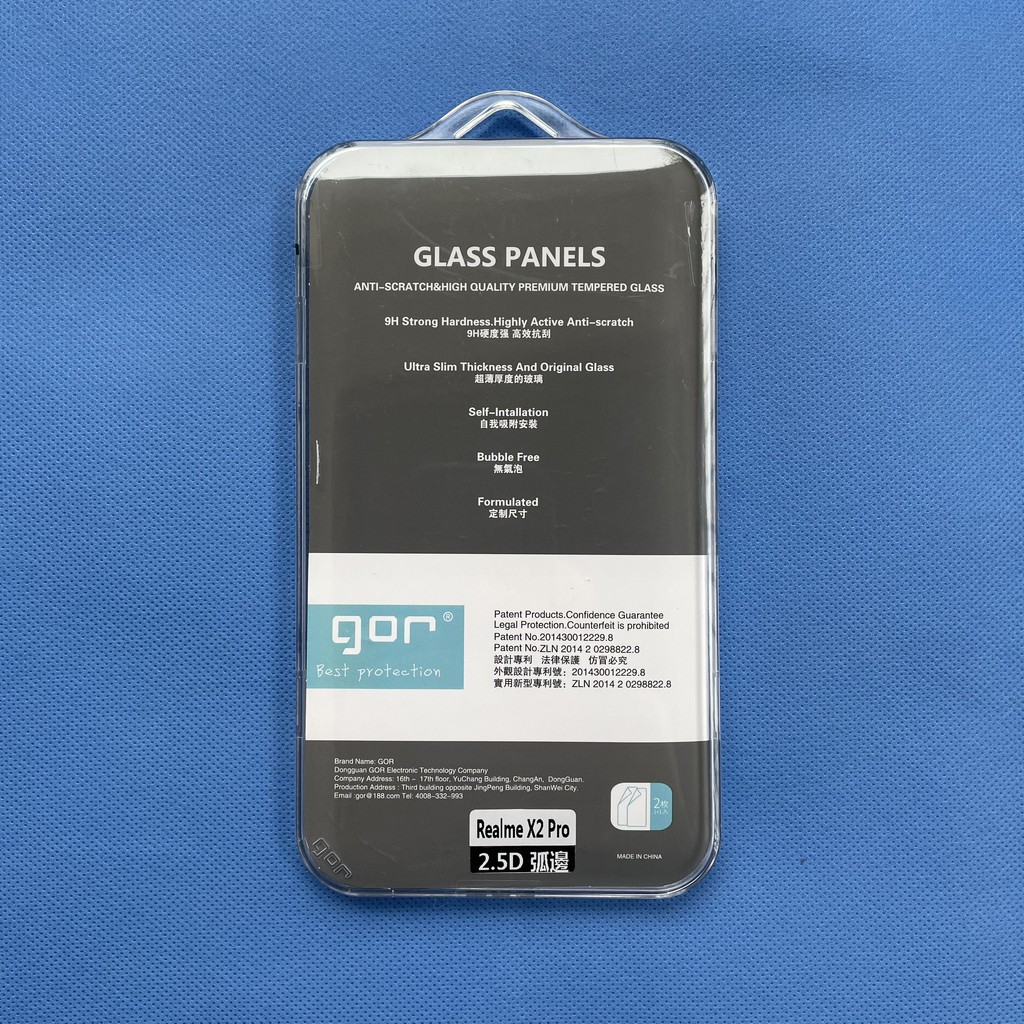 GLASS PANELS
ANTI-SCRATCH&HIGH QUALITY PREMIUM TEMPERED GLASS
9H Strong Hardness.Highly Active Anti-scratch
9H硬度强 高效抗刮
Ultra Slim Thickness And Original Glass
超薄厚度的玻璃
Self-Intallation
自我吸附安裝
Bubble Free
無氣泡
Formulated
定制尺寸
gor®
Best protection
Patent Products.Confidence Guarantee
Legal Protection.Counterfeit is prohibited
Patent No.201430012229.8
Patent No.ZLN 2014 2 0298822.8
設計專利 法律保護 仿冒必究
外觀設計專利號：201430012229.8
實用新型專利號：ZLN 2014 2 0298822.8
Brand Name: GOR
Dongguan GOR Electronic Technology Company
Company Address: 16th - 17th floor, YuChang Building, ChangAn, DongGuan.
Production Address : Third building opposite JingPeng Building, ShanWei City.
Email :gor@188.com Tel: 4008-332-993
2枚
Realme X2 Pro
2.5D 弧邊
MADE IN CHINA
gor